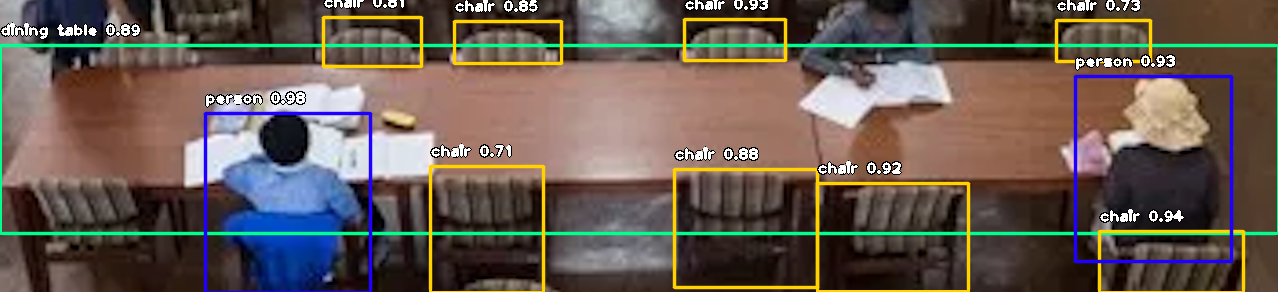 chair 0.81
chair 0.85
chair 0.93
chair 0.73
dining table 0.89
person 0.93
person 0.98
chair 0.71
chair 0.88
chair 0.92
chair 0.94